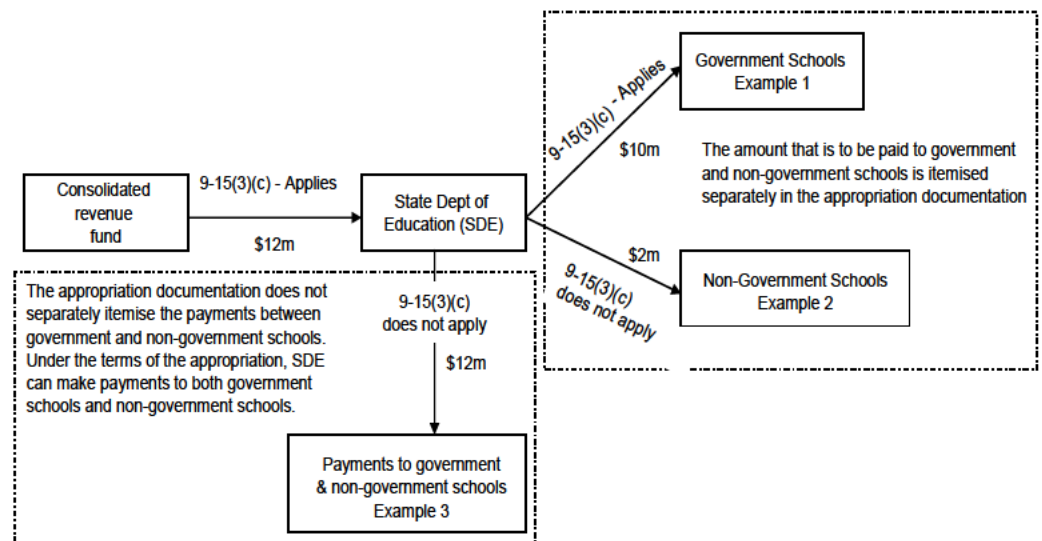 Government Schools
Example 1
9-15(3)(c) - Applies
$10m
The amount that is to be paid to government
and non-government schools is itemised
separately in the appropriation documentation
Consolidated
revenue
fund
9-15(3)(c) - Applies
$12m
State Dept of
Education (SDE)
$2m
9-15(3)(c)
does not apply
Non-Government Schools
Example 2
The appropriation documentation does not
separately itemise the payments between
government and non-government schools.
Under the terms of the appropriation, SDE
can make payments to both government
schools and non-government schools.
9-15(3)(c)
does not apply
$12m
Payments to government
& non-government schools
Example 3